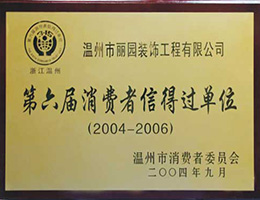 温州市丽园装饰工程有限公司
浙江温州
第六届消费者信得过单位
(2004-2006)
温州市消费者委员会
二〇〇四年九月